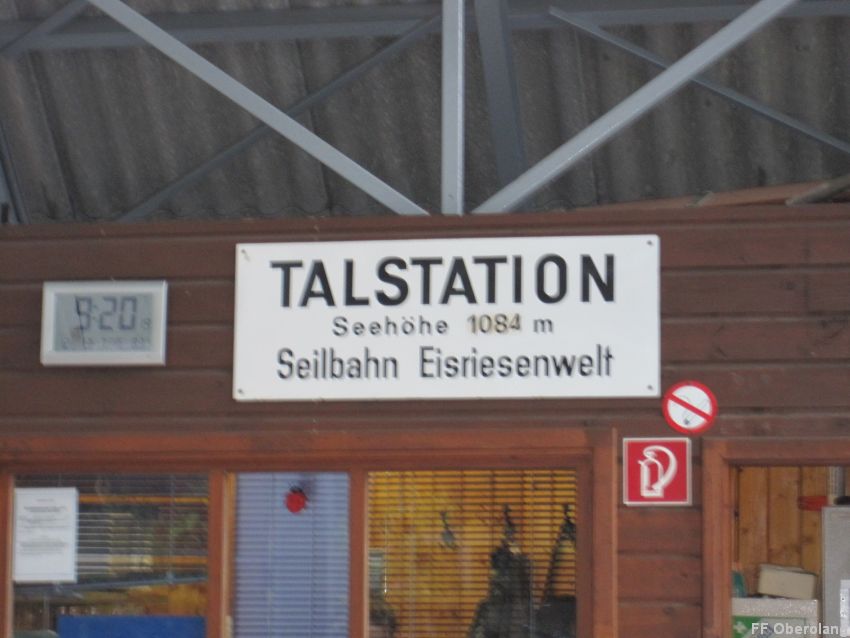 TALSTATION
Seehöhe 1084 m
Seilbahn Eisriesenwelt
9:20
FF Oberolan